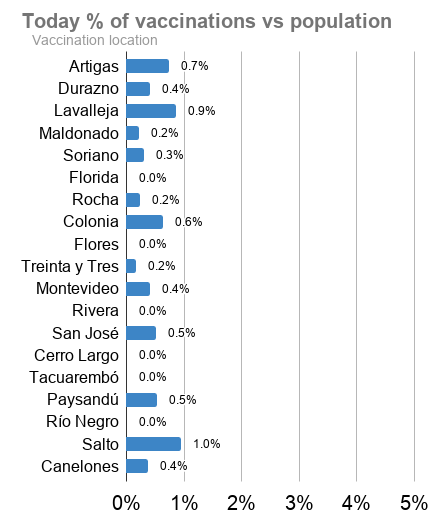 Today % of vaccinations vs population
Vaccination location
Artigas 0.7%
Durazno 0.4%
Lavalleja 0.9%
Maldonado 0.2%
Soriano 0.3%
Florida 0.0%
Rocha 0.2%
Colonia 0.6%
Flores 0.0%
Treinta y Tres 0.2%
Montevideo 0.4%
Rivera 0.0%
San José 0.5%
Cerro Largo 0.0%
Tacuarembó 0.0%
Paysandú 0.5%
Río Negro 0.0%
Salto 1.0%
Canelones 0.4%
0% 1% 2% 3% 4% 5%